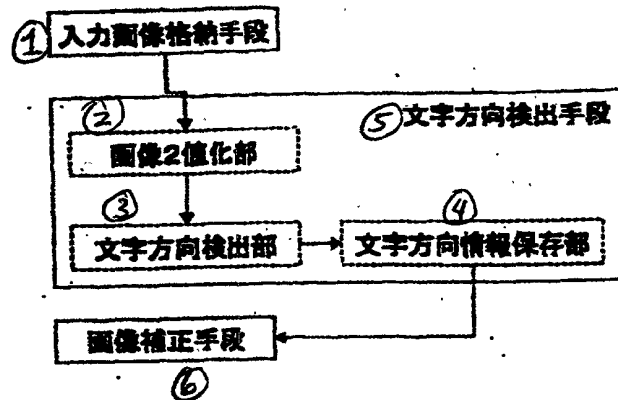 ① 入力画像格納手段
②
⑤ 文字方向検出手段
画像2値化部
③
④
文字方向検出部
文字方向情報保存部
画像補正手段
⑥